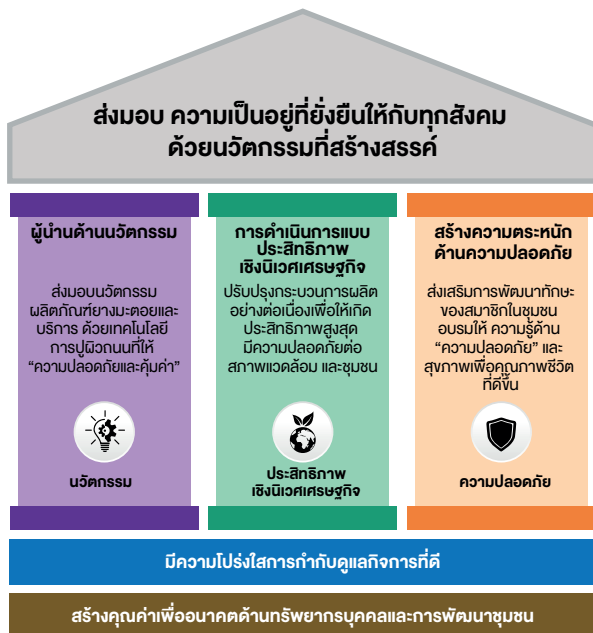 ส่งมอบ ความเป็นอยู่ที่ยั่งยืนให้กับทุกสังคม
ด้วยนวัตกรรมที่สร้างสรรค์
ผู้นำนด้านนวัตกรรม
ส่งมอบนวัตกรรม
ผลิตภัณฑ์ยางมะตอยและ
บริการ ด้วยเทคโนโลยี
การปูผิวถนนที่ให้
“ความปลอดภัยและคุ้มค่า”
นวัตกรรม
การดำเนินการแบบ
ประสิทธิภาพ
เชิงนิเวศเศรษฐกิจ
ปรับปรุงกระบวนการผลิต
อย่างต่อเนื่องเพื่อให้เกิด
ประสิทธิภาพสูงสุด
มีความปลอดภัยต่อ
สภาพแวดล้อม และชุมชน
ประสิทธิภาพ
เชิงนิเวศเศรษฐกิจ
สร้างความตระหนัก
ด้านความปลอดภัย
ส่งเสริมการพัฒนาทักษะ
ของสมาชิกในชุมชน
อบรมให้ ความรู้ด้าน
“ความปลอดภัย” และ
สุขภาพเพื่อคุณภาพชีวิต
ที่ดีขึ้น
ความปลอดภัย
มีความโปร่งใสการกำกับดูแลกิจการที่ดี
สร้างคุณค่าเพื่ออนาคตด้านทรัพยากรบุคคลและการพัฒนาชุมชน